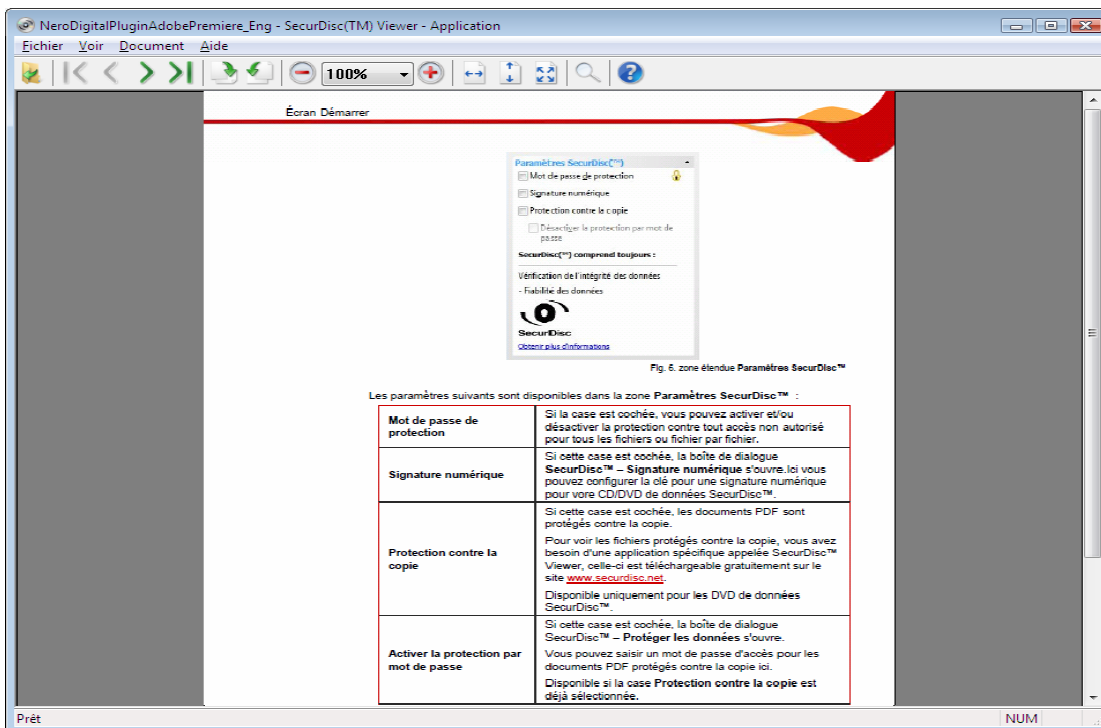 NeroDigitalPluginAdobePremiere_Eng - SecurDisc(TM) Viewer - Application
Fichier Voir Document Aide
100%
Écran Démarrer
Paramètres SecurDisc(™)
Mot de passe de protection
Signature numérique
Protection contre la copie
Désactiver la protection par mot de
passe
SecurDisc(™) comprend toujours :
Vérification de l'intégrité des données
- Fiabilité des données
SecurDisc
Obtenir plus d'informations
Fig. 6. zone étendue Paramètres SecurDisc™
Les paramètres suivants sont disponibles dans la zone Paramètres SecurDisc™ :
Mot de passe de
protection
Si la case est cochée, vous pouvez activer et/ou
désactiver la protection contre tout accès non autorisé
pour tous les fichiers ou fichier par fichier.
Signature numérique
Si cette case est cochée, la boîte de dialogue
SecurDisc™ – Signature numérique s'ouvre.Ici vous
pouvez configurer la clé pour une signature numérique
pour vore CD/DVD de données SecurDisc™.
Protection contre la
copie
Si cette case est cochée, les documents PDF sont
protégés contre la copie.
Pour voir les fichiers protégés contre la copie, vous avez
besoin d'une application spécifique appelée SecurDisc™
Viewer, celle-ci est téléchargeable gratuitement sur le
site www.securdisc.net.
Disponible uniquement pour les DVD de données
SecurDisc™.
Activer la protection par
mot de passe
Si cette case est cochée, la boîte de dialogue
SecurDisc™ – Protéger les données s'ouvre.
Vous pouvez saisir un mot de passe d'accès pour les
documents PDF protégés contre la copie ici.
Disponible si la case Protection contre la copie est
déjà sélectionnée.
Prêt
NUM